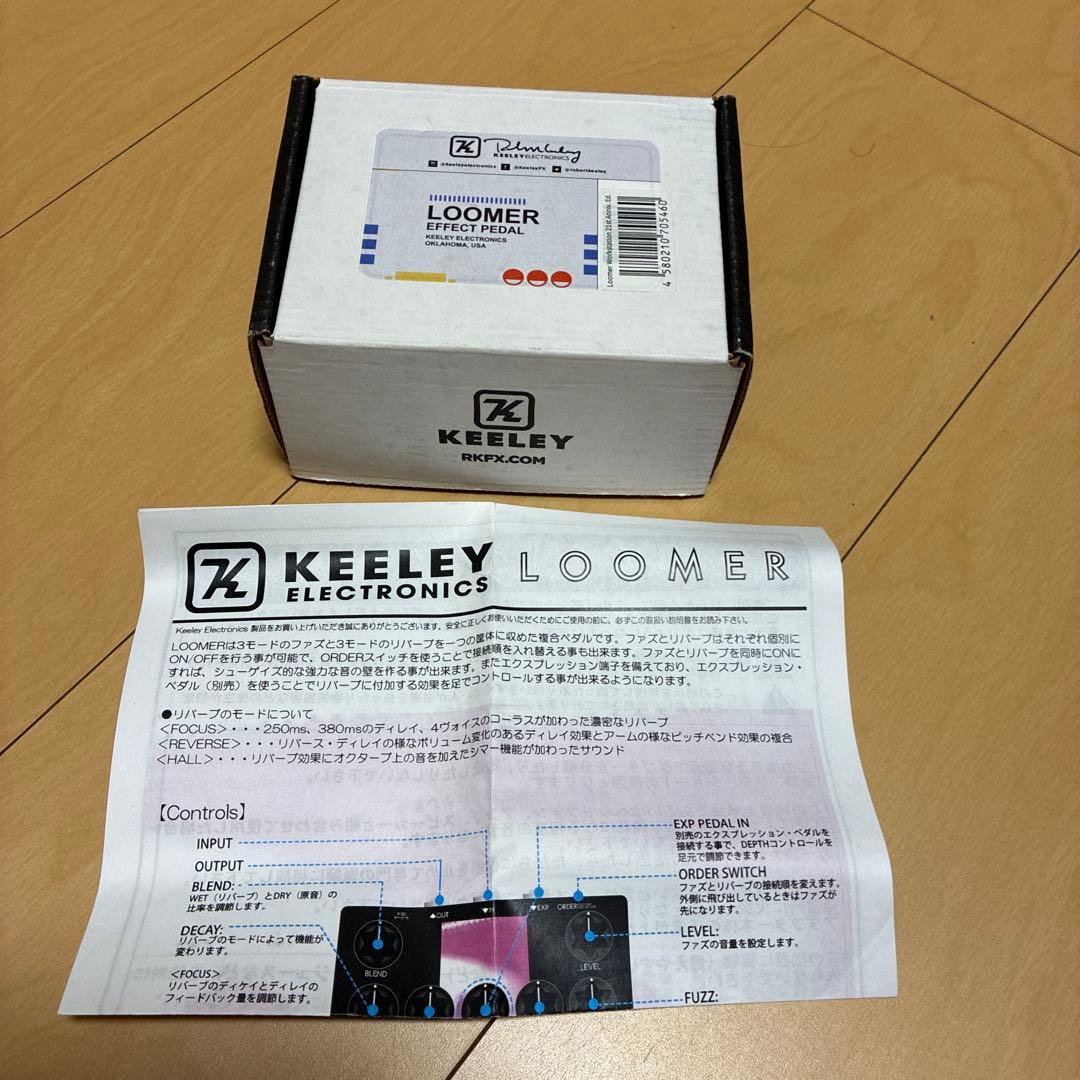 K
KEELEYELECTRONICS
@keeleyelectronics @KeeleyFX @robertkeeley
LOOMER
EFFECT PEDAL
KEELEY ELECTRONICS
OKLAHOMA, USA
Loomer Workstation 21st Anniv. Ed.
4 580210 705460
K
KEELEY
RKFX.COM
K KEELEY LOOMER
ELECTRONICS
Keeley Electronics 製品をお買い上げいただき誠にありがとうございます。安全に正しくお使いいただくためにご使用の前に、必ずこの取扱い説明書をお読み下さい。
LOOMERは3モードのファズと3モードのリバーブを一つの筐体に収めた複合ペダルです。ファズとリバーブはそれぞれ個別に
ON/OFFを行う事が可能で、ORDERスイッチを使うことで接続順を入れ替える事も出来ます。ファズとリバーブを同時にONに
すれば、シューゲイズ的な強力な音の壁を作る事が出来ます。またエクスプレッション端子を備えており、エクスプレッション・
ペダル（別売）を使うことでリバーブに付加する効果を足でコントロールする事が出来るようになります。
●リバーブのモードについて
<FOCUS>・・・250ms、380msのディレイ、4ヴォイスのコーラスが加わった濃密なリバーブ
<REVERSE>・・・リバース・ディレイの様なボリューム変化のあるディレイ効果とアームの様なピッチベンド効果の複合
<HALL>・・・リバーブ効果にオクターブ上の音を加えたシマー機能が加わったサウンド
【Controls】
INPUT
OUTPUT
BLEND:
WET（リバーブ）とDRY（原音）の
比率を調節します。
DECAY:
リバーブのモードによって機能が
変わります。
<FOCUS>
リバーブのディケイとディレイの
フィードバック量を調節します。
EXP PEDAL IN
別売のエクスプレッション・ペダルを
接続する事で、DEPTHコントロールを
足元で調節できます。
ORDER SWITCH
ファズとリバーブの接続順を変えます。
外側に飛び出しているときはファズが
先になります。
LEVEL:
ファズの音量を設定します。
FUZZ:
▲OUT ▼EXP ORDER
BLEND LEVEL